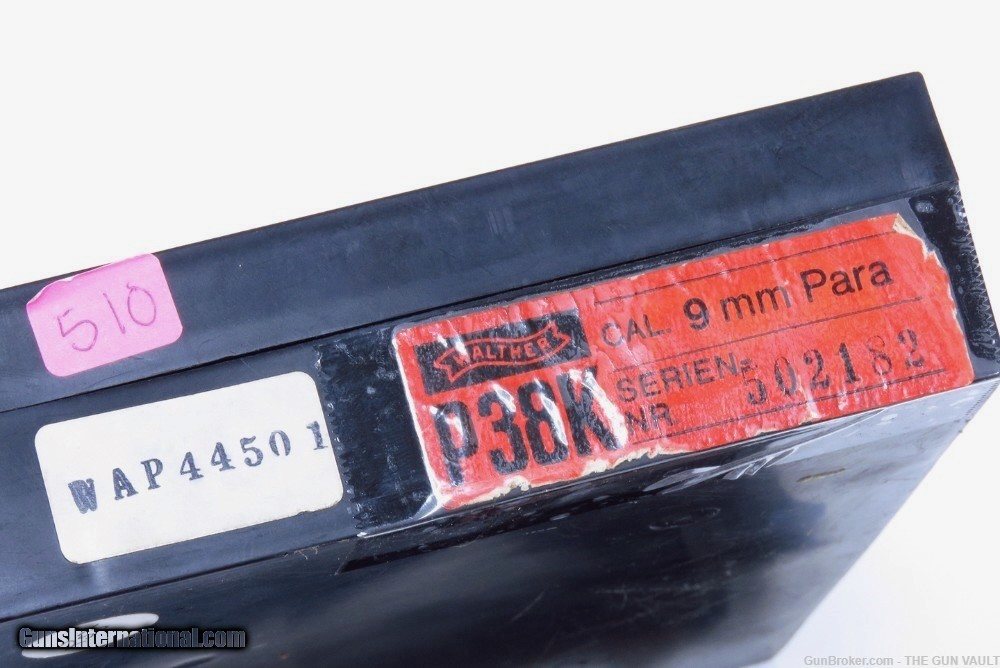 510
WAP44501
WALTHER
P38K
CAL. 9 mm Para
SERIEN-
NR 502182
GunsInternational.com
GunBroker.com - THE GUN VAULT